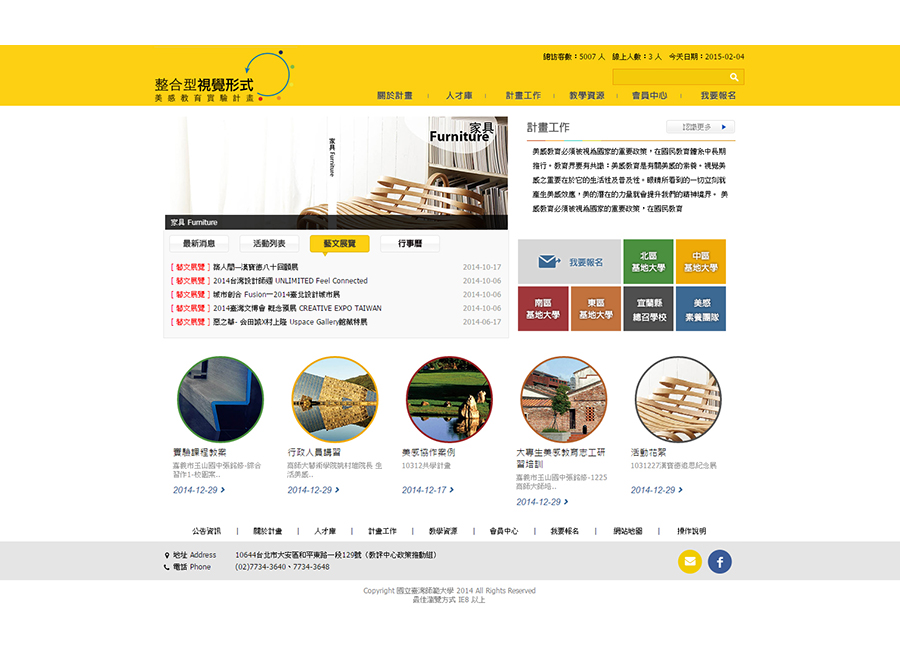 總訪客數：5007 人　線上人數：3 人　今天日期：2015-02-04
整合型視覺形式
美感教育實驗計畫
關於計畫　人才庫　計畫工作　教學資源　會員中心　我要報名
家具
Furniture
家具 Furniture
家具 Furniture
計畫工作
認識更多
美感教育必須被視為國家的重要政策，在國民教育體系中長期
推行。教育界要有共識：美感教育是有關美感的素養。視覺美
感之重要在於它的生活性及普及性。眼睛所看到的一切立刻就
產生美感效應，美的潛在的力量就會提升我們的精神境界。 美
感教育必須被視為國家的重要政策，在國民教育
最新消息　活動列表　藝文展覽　行事曆
[ 藝文展覽 ] 築人間─漢寶德八十回顧展 2014-10-17
[ 藝文展覽 ] 2014台灣設計師週 UNLIMITED Feel Connected 2014-10-06
[ 藝文展覽 ] 城市創合 Fusion─2014臺北設計城市展 2014-10-06
[ 藝文展覽 ] 2014臺灣文博會 概念預展 CREATIVE EXPO TAIWAN 2014-10-06
[ 藝文展覽 ] 惡之華- 會田誠X村上隆 Uspace Gallery館藏特展 2014-06-17
我要報名
北區
基地大學
中區
基地大學
南區
基地大學
東區
基地大學
宜蘭縣
總召學校
美感
素養團隊
實驗課程教案
嘉義市玉山國中張銘修-綜合
習作1-校園案..
2014-12-29
行政人員講習
商師大藝術學院姚村雄院長 生
活美感..
2014-12-29
美感協作案例
10312共學計畫
2014-12-17
大專生美感教育志工研
習培訓
嘉義市玉山國中張銘修-1225
商師大師培..
2014-12-29
活動花絮
1031227漢寶德追思紀念展
2014-12-29
公告資訊 | 關於計畫 | 人才庫 | 計畫工作 | 教學資源 | 會員中心 | 我要報名 | 網站地圖 | 操作說明
地址 Address 10644台北市大安區和平東路一段129號（教評中心政策推動組）
電話 Phone (02)7734-3640、7734-3648
Copyright 國立臺灣師範大學 2014 All Rights Reserved
最佳瀏覽方式 IE8 以上